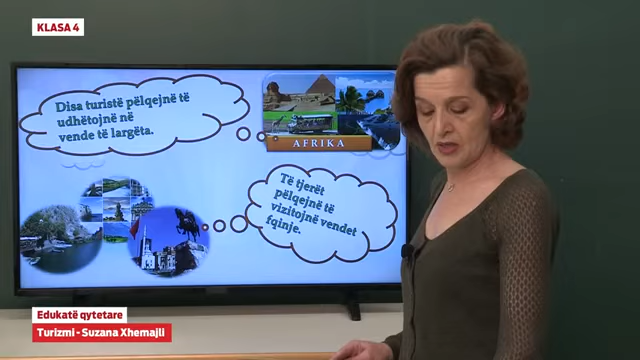 KLASA 4
Disa turistë pëlqejnë të
udhëtojnë në
vende të largëta.
AFRIKA
Të tjerët
pëlqejnë të
vizitojnë vendet
fqinje.
Edukatë qytetare
Turizmi - Suzana Xhemajli